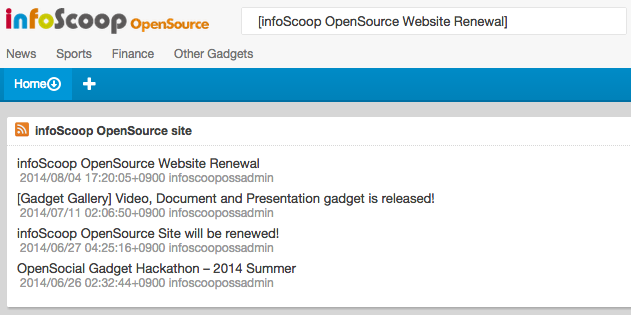 infoScoop OpenSource
[infoScoop OpenSource Website Renewal]
News Sports Finance Other Gadgets
Home
infoScoop OpenSource site
infoScoop OpenSource Website Renewal
2014/08/04 17:20:05+0900 infoscoopossadmin
[Gadget Gallery] Video, Document and Presentation gadget is released!
2014/07/11 02:06:50+0900 infoscoopossadmin
infoScoop OpenSource Site will be renewed!
2014/06/27 04:25:16+0900 infoscoopossadmin
OpenSocial Gadget Hackathon – 2014 Summer
2014/06/26 02:32:44+0900 infoscoopossadmin